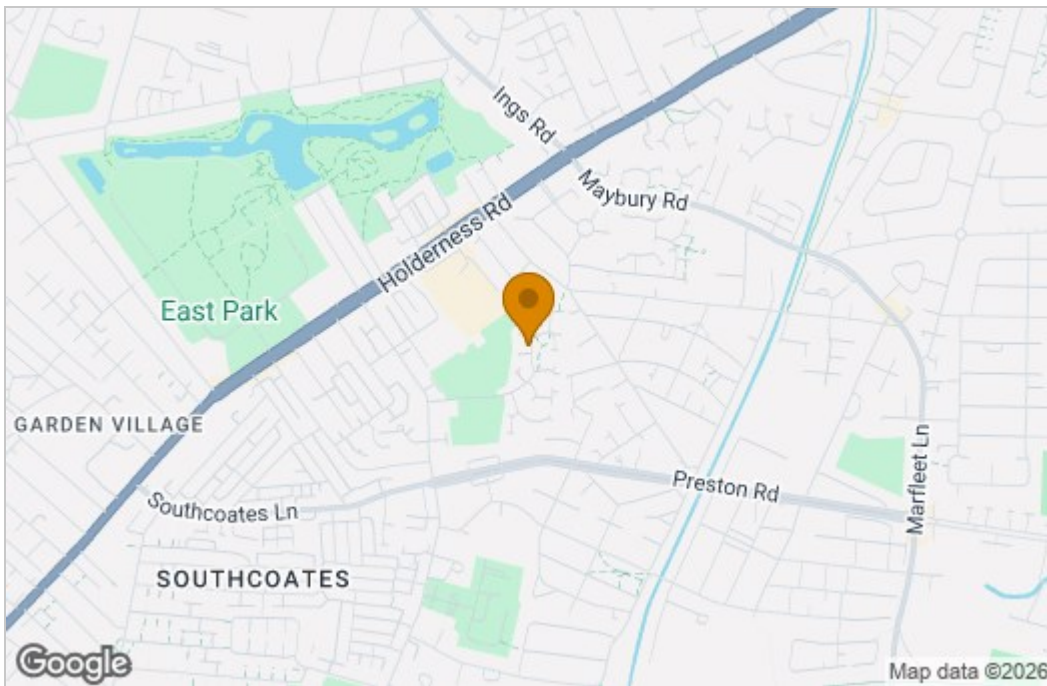 Ings Rd
Maybury Rd
Holderness Rd
East Park
GARDEN VILLAGE
Southcoates Ln
Preston Rd
Marfleet Ln
SOUTHCOATES
Google
Map data ©2026